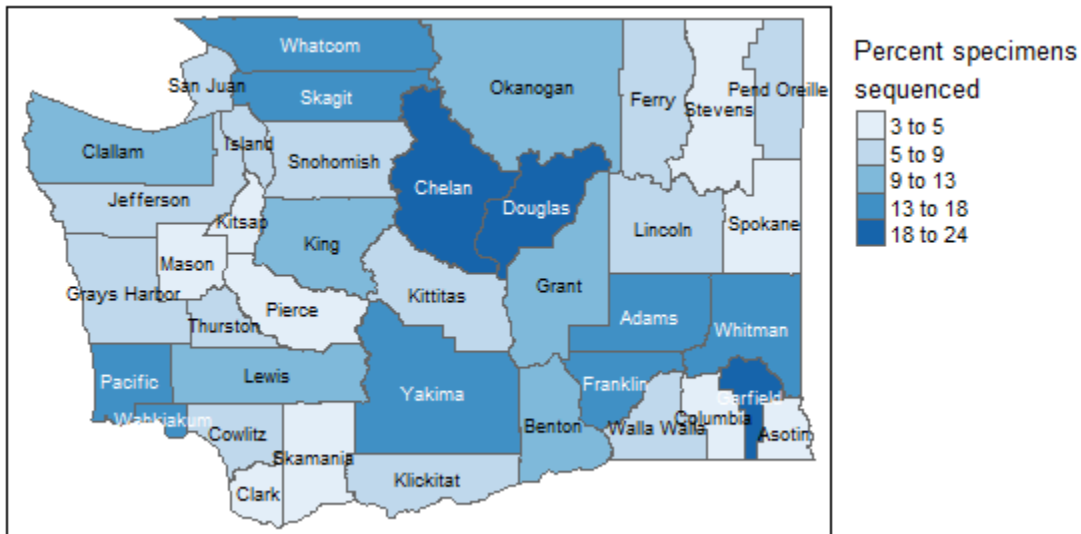 Whatcom
San Juan
Skagit
Okanogan
Ferry
Stevens
Pend Oreille
Clallam
Island
Snohomish
Jefferson
Chelan
Douglas
Kitsap
King
Lincoln
Spokane
Mason
Grays Harbor
Pierce
Kittitas
Grant
Thurston
Adams
Whitman
Pacific
Lewis
Yakima
Franklin
Garfield
Wahkiakum
Cowlitz
Benton
Walla Walla
Columbia
Asotin
Skamania
Klickitat
Clark
Percent specimens
sequenced
3 to 5
5 to 9
9 to 13
13 to 18
18 to 24